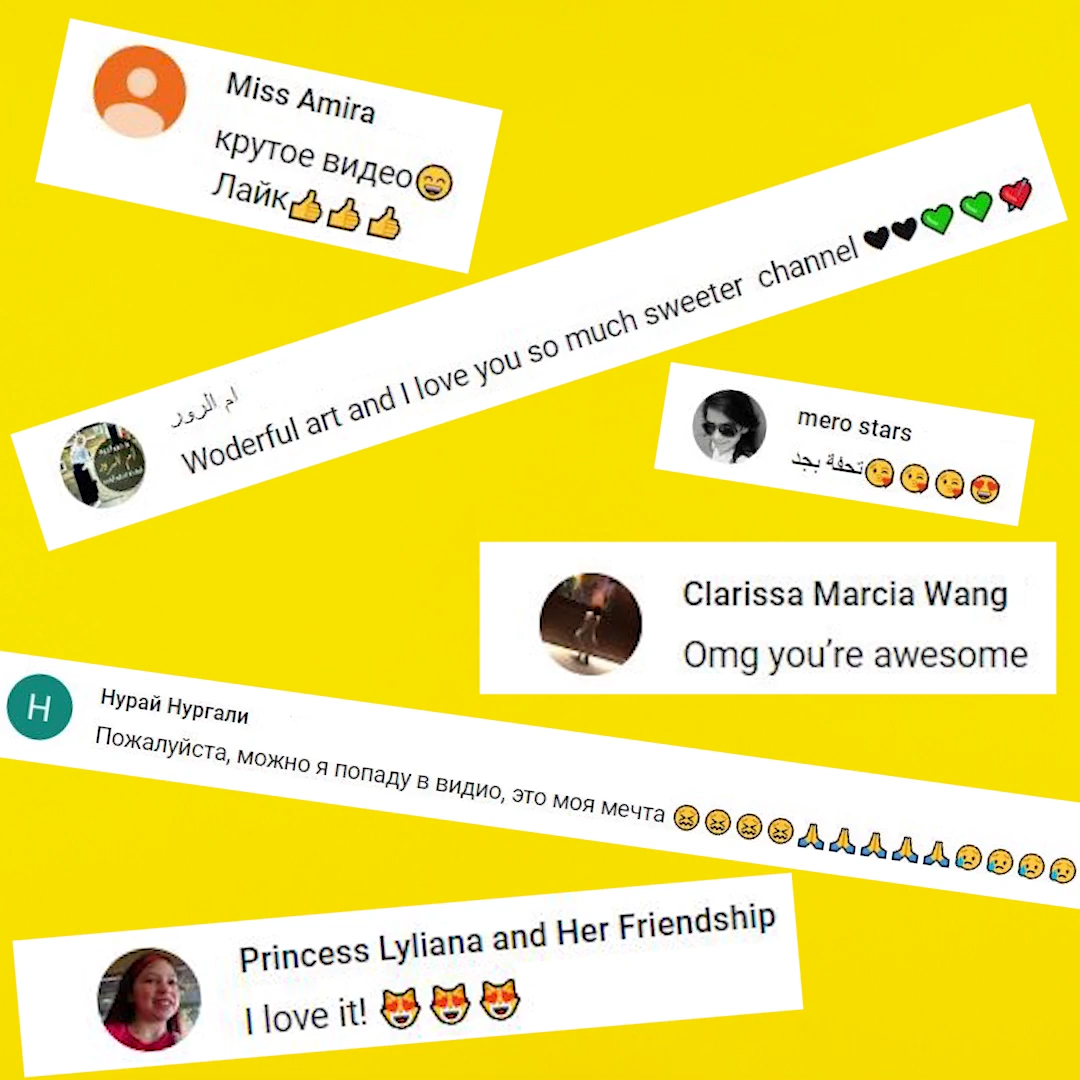 Miss Amira
крутое видео😄
Лайк👍👍👍
ام الزور
Woderful art and I love you so much sweeter channel 🖤🖤💚💚💘
mero stars
تحفة بجد😘😘😘😍
Clarissa Marcia Wang
Omg you’re awesome
H
Нурай Нургали
Пожалуйста, можно я попаду в видио, это моя мечта 😖😖😖😖🙏🙏🙏🙏🙏😥😥😥😥
Princess Lyliana and Her Friendship
I love it! 😻😻😻